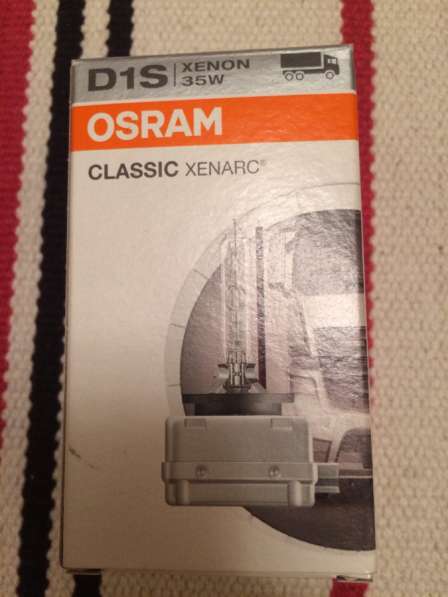 D1S XENON
35W
OSRAM
CLASSIC XENARC®